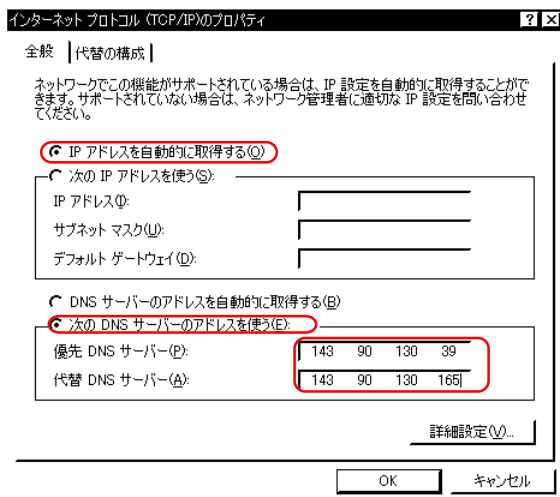 インターネット プロトコル (TCP/IP)のプロパティ ? ×
全般 代替の構成
ネットワークでこの機能がサポートされている場合は、IP 設定を自動的に取得することがで
きます。サポートされていない場合は、ネットワーク管理者に適切な IP 設定を問い合わせ
てください。
IP アドレスを自動的に取得する(O)
次の IP アドレスを使う(S):
IP アドレス(I):
サブネット マスク(U):
デフォルト ゲートウェイ(D):
DNS サーバーのアドレスを自動的に取得する(B)
次の DNS サーバーのアドレスを使う(E):
優先 DNS サーバー(P): 143 90 130 39
代替 DNS サーバー(A): 143 90 130 165
詳細設定(V)...
OK キャンセル